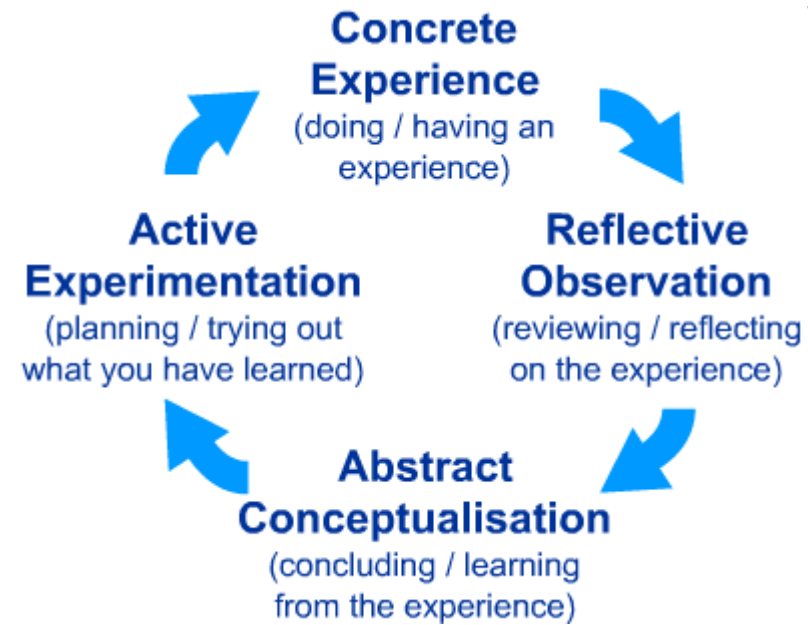 Concrete
Experience
(doing / having an
experience)
Reflective
Observation
(reviewing / reflecting
on the experience)
Abstract
Conceptualisation
(concluding / learning
from the experience)
Active
Experimentation
(planning / trying out
what you have learned)